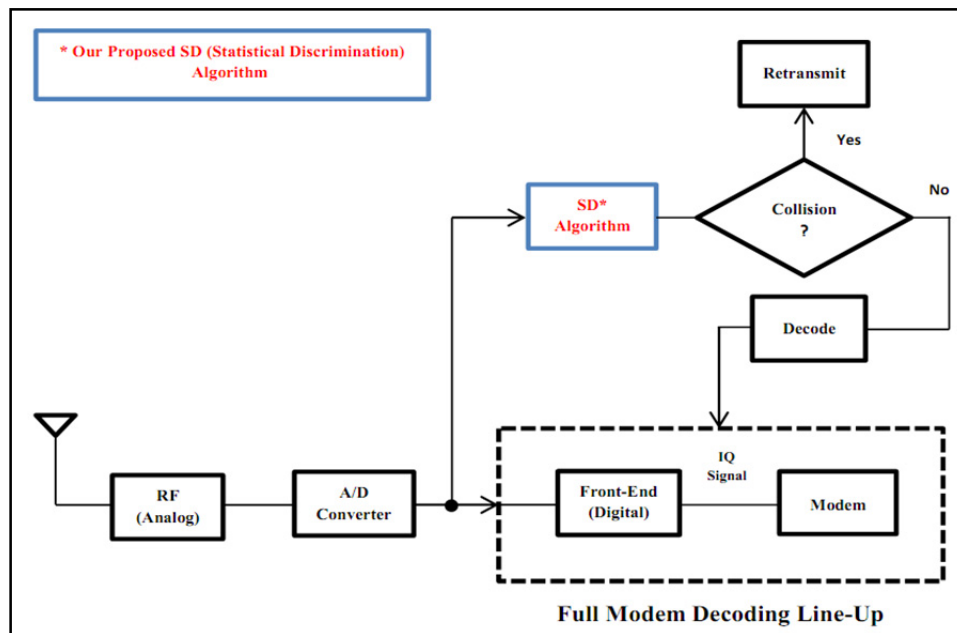 * Our Proposed SD (Statistical Discrimination)
Algorithm
Retransmit
Yes
No
SD*
Algorithm
Collision
?
Decode
IQ
Signal
RF
(Analog)
A/D
Converter
Front-End
(Digital)
Modem
Full Modem Decoding Line-Up